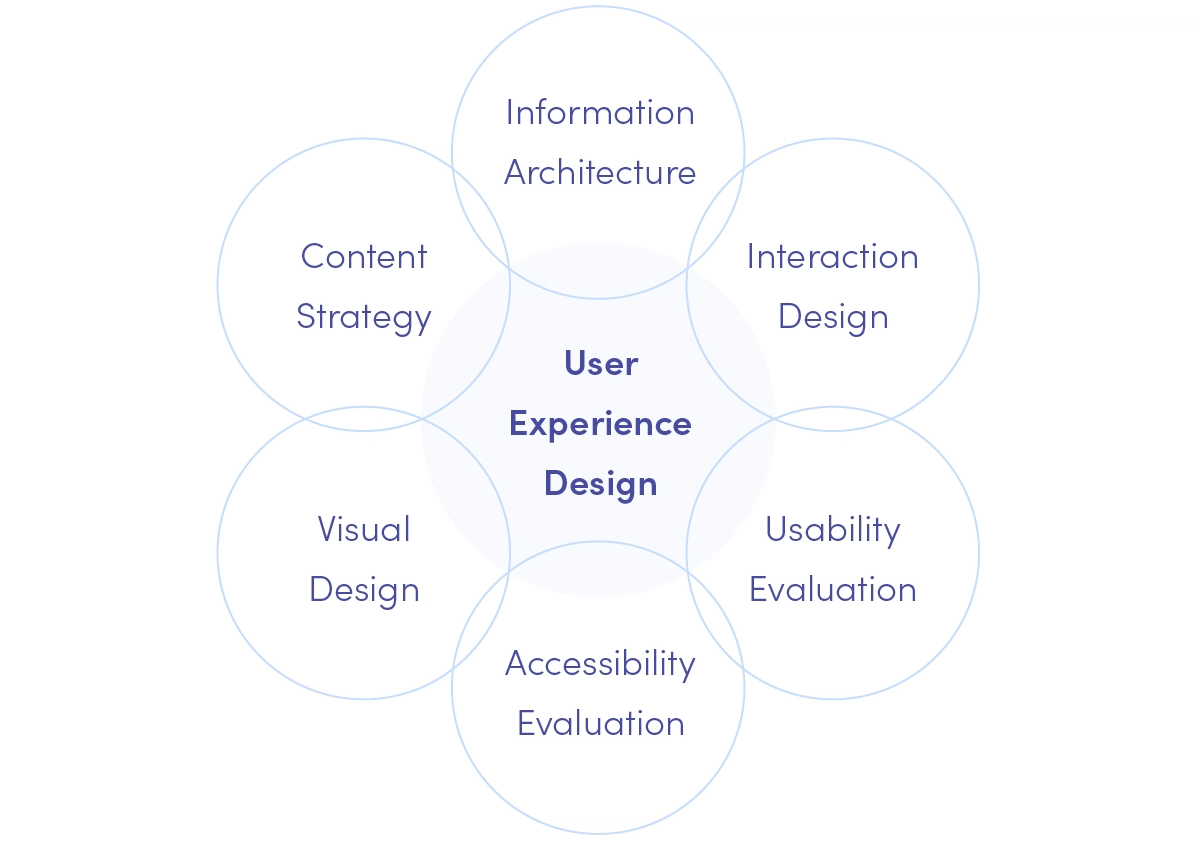 Information
Architecture
Content
Strategy
Interaction
Design
User
Experience
Design
Visual
Design
Usability
Evaluation
Accessibility
Evaluation